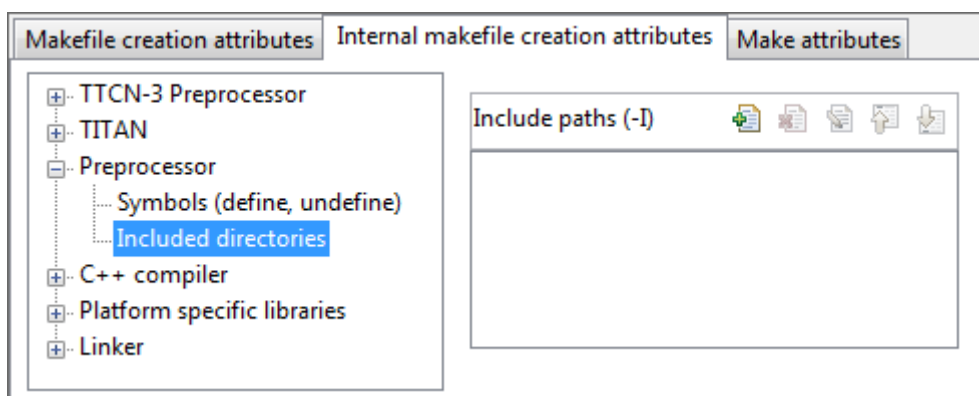 Makefile creation attributes
Internal makefile creation attributes
Make attributes
TTCN-3 Preprocessor
TITAN
Preprocessor
Symbols (define, undefine)
Included directories
C++ compiler
Platform specific libraries
Linker
Include paths (-I)